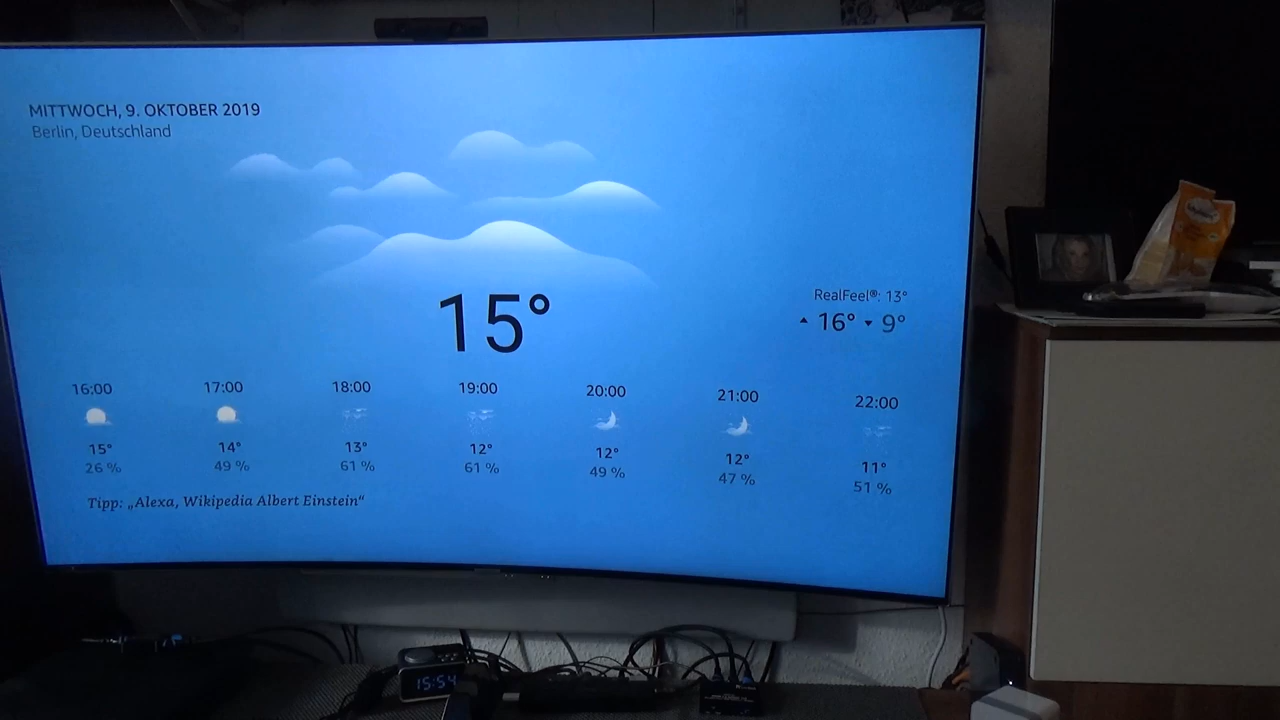 MITTWOCH, 9. OKTOBER 2019
Berlin, Deutschland
15°
RealFeel®: 13°
16° 9°
16:00 17:00 18:00 19:00 20:00 21:00 22:00
15° 14° 13° 12° 12° 12° 11°
26 % 49 % 61 % 61 % 49 % 47 % 51 %
Tipp: „Alexa, Wikipedia Albert Einstein“
15:54